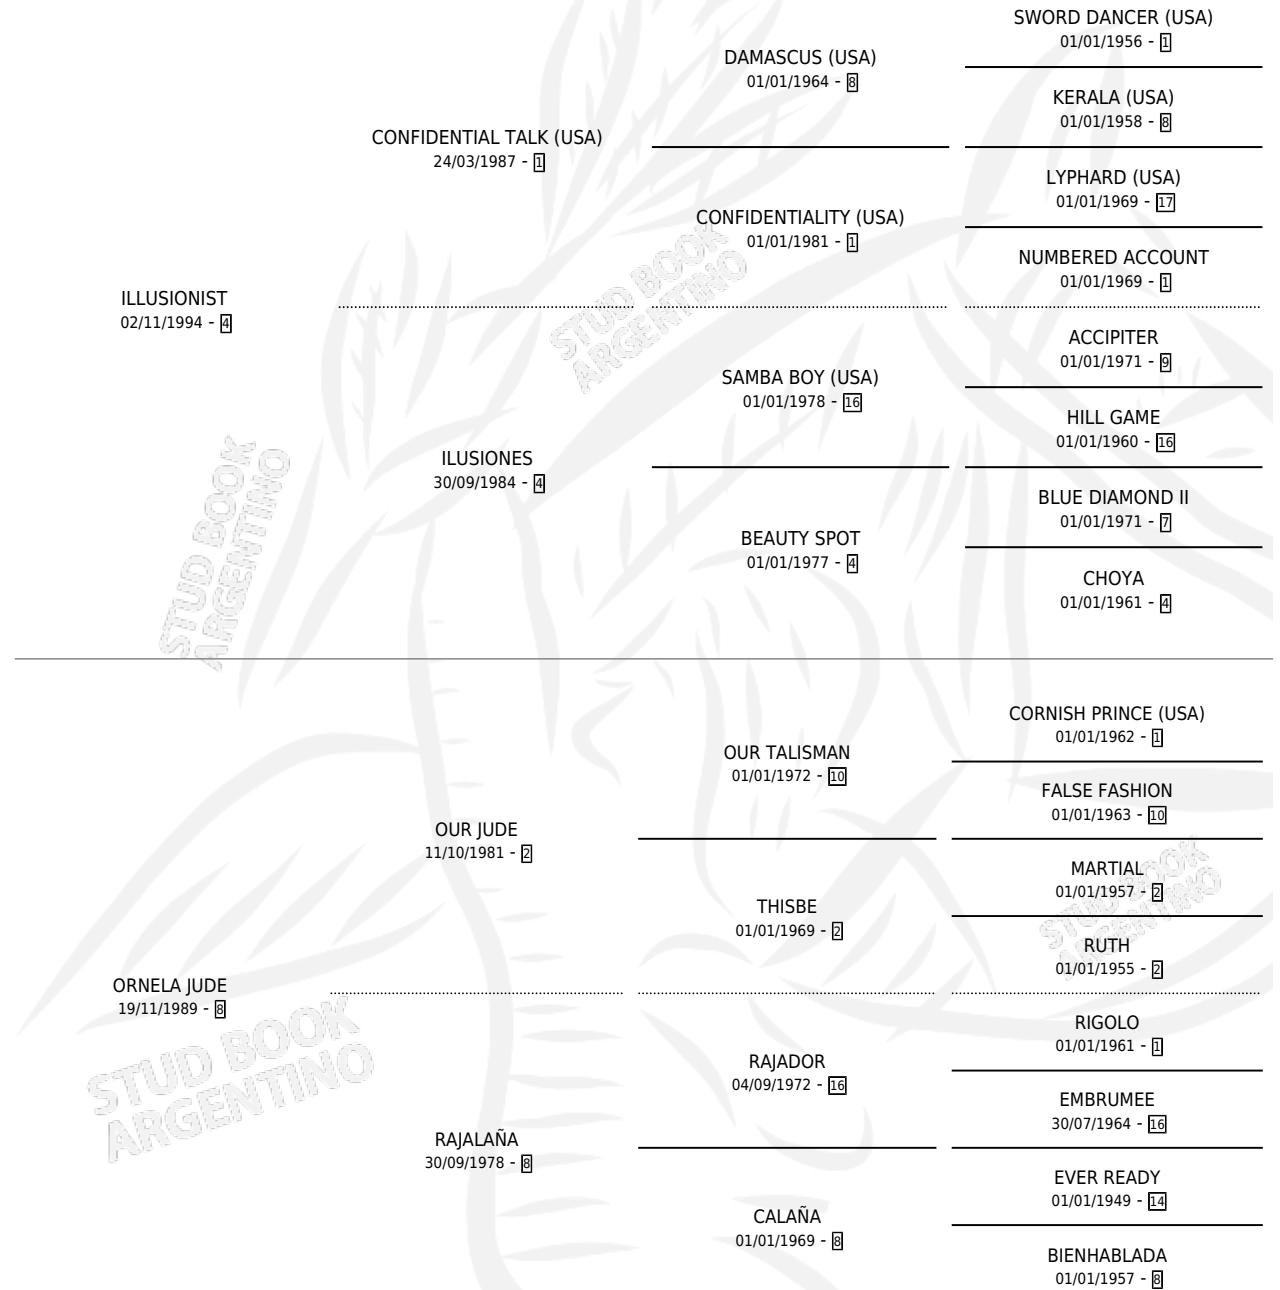 SWORD DANCER (USA)
01/01/1956 - 1
DAMASCUS (USA)
01/01/1964 - 8
KERALA (USA)
01/01/1958 - 8
CONFIDENTIAL TALK (USA)
24/03/1987 - 1
LYPHARD (USA)
01/01/1969 - 17
CONFIDENTIALITY (USA)
01/01/1981 - 1
NUMBERED ACCOUNT
01/01/1969 - 1
ILLUSIONIST
02/11/1994 - 4
ACCIPITER
01/01/1971 - 9
SAMBA BOY (USA)
01/01/1978 - 16
HILL GAME
01/01/1960 - 16
ILUSIONES
30/09/1984 - 4
BLUE DIAMOND II
01/01/1971 - 7
BEAUTY SPOT
01/01/1977 - 4
CHOYA
01/01/1961 - 4
CORNISH PRINCE (USA)
01/01/1962 - 1
OUR TALISMAN
01/01/1972 - 10
FALSE FASHION
01/01/1963 - 10
OUR JUDE
11/10/1981 - 2
MARTIAL
01/01/1957 - 2
THISBE
01/01/1969 - 2
RUTH
01/01/1955 - 2
ORNELA JUDE
19/11/1989 - 8
RIGOLO
01/01/1961 - 1
RAJADOR
04/09/1972 - 16
EMBRUMEE
30/07/1964 - 16
RAJALAÑA
30/09/1978 - 8
EVER READY
01/01/1949 - 14
CALAÑA
01/01/1969 - 8
BIENHABLADA
01/01/1957 - 8
STUD BOOK
ARGENTINO
STUD BOOK
ARGENTINO
STUD BOOK
ARGENTINO
STUD BOOK
ARGENTINO